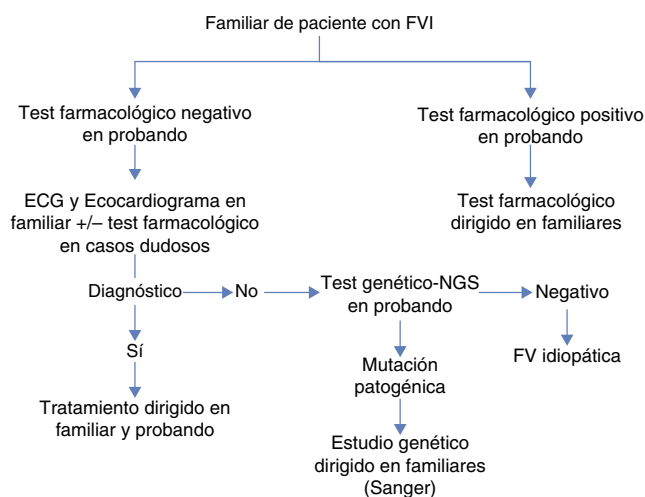 Familiar de paciente con FVI
Test farmacológico negativo
en probando
Test farmacológico positivo
en probando
ECG y Ecocardiograma en
familiar +/– test farmacológico
en casos dudosos
Test farmacológico
dirigido en familiares
Diagnóstico
No
Test genético-NGS
en probando
Negativo
Sí
Mutación
patogénica
FV idiopática
Tratamiento dirigido en
familiar y probando
Estudio genético
dirigido en familiares
(Sanger)